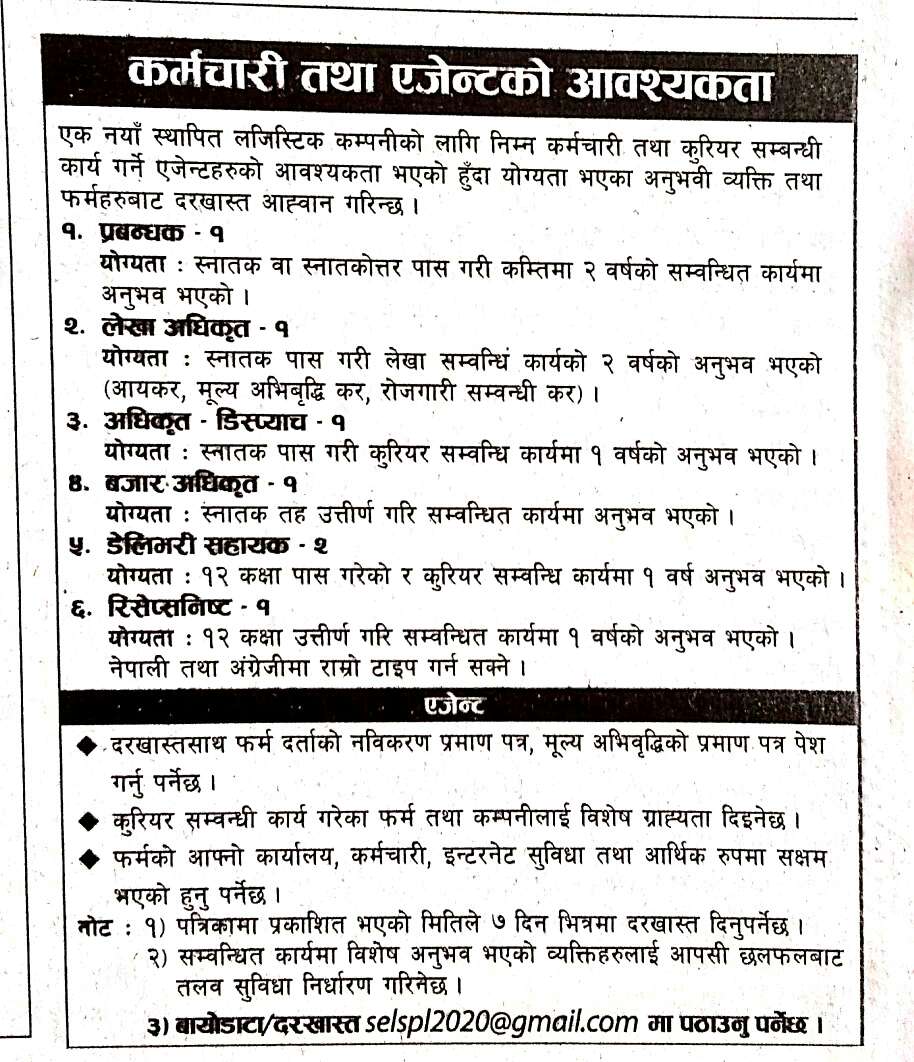 कर्मचारी तथा एजेन्टको आवश्यकता
एक नयाँ स्थापित लजिस्टिक कम्पनीको लागि निम्न कर्मचारी तथा कुरियर सम्बन्धी
कार्य गर्ने एजेन्टहरुको आवश्यकता भएको हुँदा योग्यता भएका अनुभवी व्यक्ति तथा
फर्महरुबाट दरखास्त आह्वान गरिन्छ ।
१. प्रबन्धक - १
योग्यता : स्नातक वा स्नातकोत्तर पास गरी कम्तिमा २ वर्षको सम्वन्धित कार्यमा
अनुभव भएको ।
२. लेखा अधिकृत - १
योग्यता : स्नातक पास गरी लेखा सम्वन्धिं कार्यको २ वर्षको अनुभव भएको
(आयकर, मूल्य अभिबृद्धि कर, रोजगारी सम्वन्धी कर) ।
३. अधिकृत - डिस्प्याच - १
योग्यता : स्नातक पास गरी कुरियर सम्वन्धि कार्यमा १ वर्षको अनुभव भएको ।
४. बजार अधिकृत - १
योग्यता : स्नातक तह उत्तीर्ण गरि सम्वन्धित कार्यमा अनुभव भएको ।
५. डेलिभरी सहायक - २
योग्यता : १२ कक्षा पास गरेको र कुरियर सम्वन्धि कार्यमा १ वर्ष अनुभव भएको ।
६. रिसेप्सनिष्ट - १
योग्यता : १२ कक्षा उत्तीर्ण गरि सम्वन्धित कार्यमा १ वर्षको अनुभव भएको ।
नेपाली तथा अंग्रेजीमा राम्रो टाइप गर्न सक्ने ।
एजेन्ट
◆ दरखास्तसाथ फर्म दर्ताको नविकरण प्रमाण पत्र, मूल्य अभिवृद्धिको प्रमाण पत्र पेश
गर्नु पर्नेछ ।
◆ कुरियर सम्वन्धी कार्य गरेका फर्म तथा कम्पनीलाई विशेष ग्राह्यता दिइनेछ ।
◆ फर्मको आफ्नो कार्यालय, कर्मचारी, इन्टरनेट सुविधा तथा आर्थिक रुपमा सक्षम
भएको हुनु पर्नेछ ।
नोट : १) पत्रिकामा प्रकाशित भएको मितिले ७ दिन भित्रमा दरखास्त दिनुपर्नेछ ।
२) सम्वन्धित कार्यमा विशेष अनुभव भएको व्यक्तिहरुलाई आपसी छलफलबाट
तलव सुविधा निर्धारण गरिनेछ ।
३) बायोडाटा/दरखास्त selspl2020@gmail.com मा पठाउनु पर्नेछ ।